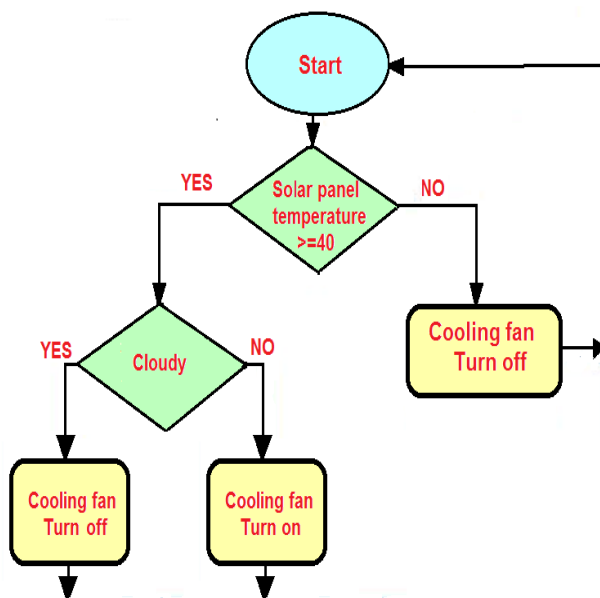 Start
YES
Solar panel
temperature
>=40
NO
Cooling fan
Turn off
YES
Cloudy
NO
Cooling fan
Turn off
Cooling fan
Turn on